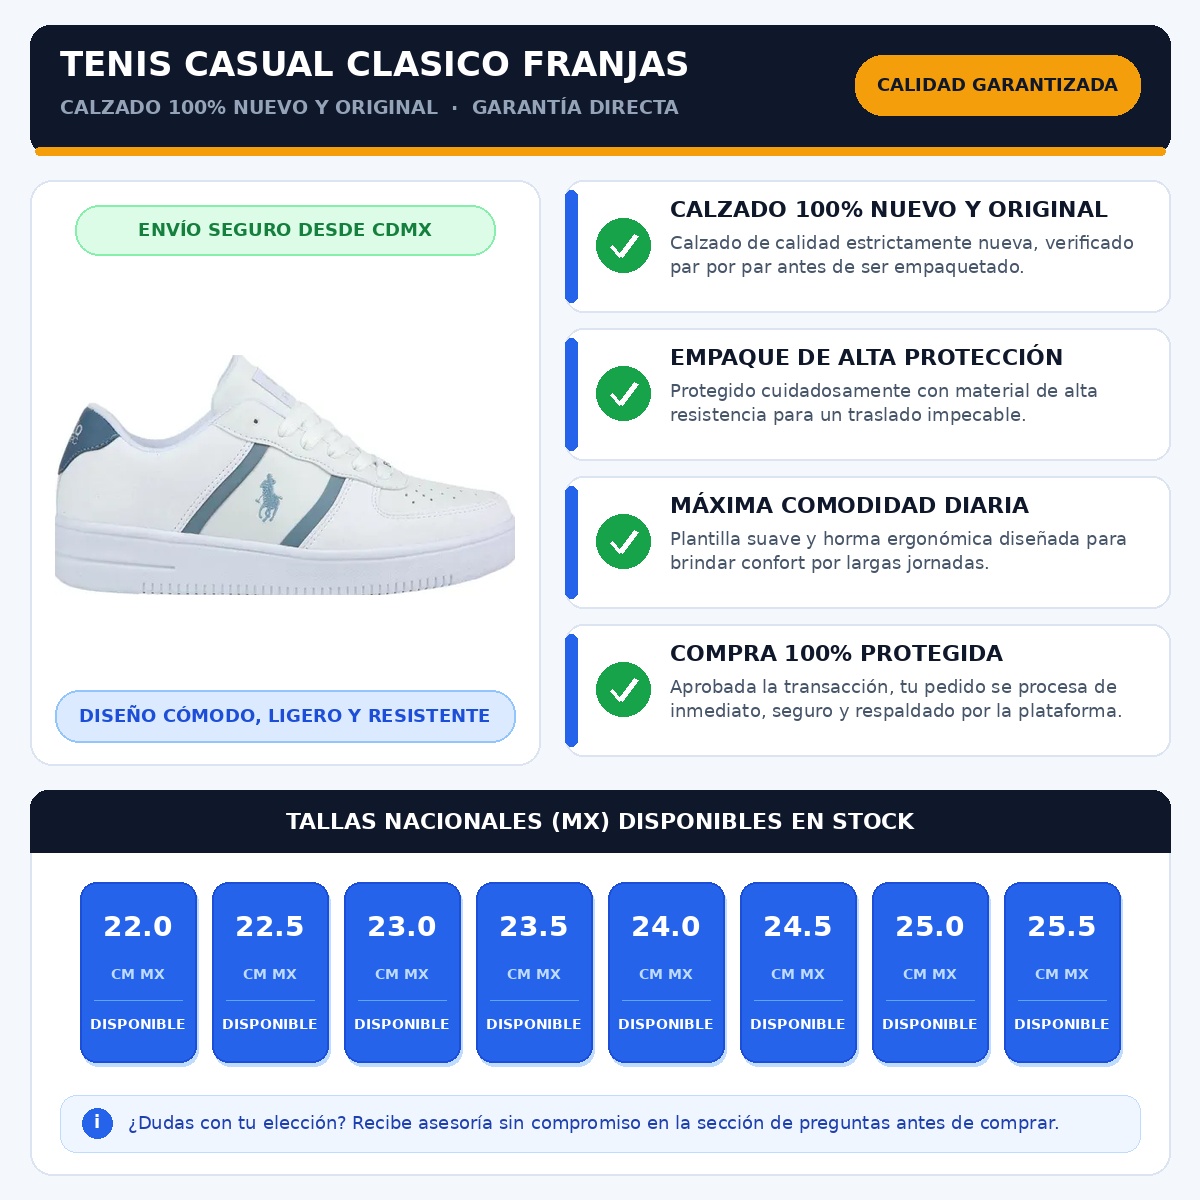 TENIS CASUAL CLASICO FRANJAS
CALZADO 100% NUEVO Y ORIGINAL · GARANTÍA DIRECTA
CALIDAD GARANTIZADA
ENVÍO SEGURO DESDE CDMX
DISEÑO CÓMODO, LIGERO Y RESISTENTE
CALZADO 100% NUEVO Y ORIGINAL
Calzado de calidad estrictamente nueva, verificado
par por par antes de ser empaquetado.
EMPAQUE DE ALTA PROTECCIÓN
Protegido cuidadosamente con material de alta
resistencia para un traslado impecable.
MÁXIMA COMODIDAD DIARIA
Plantilla suave y horma ergonómica diseñada para
brindar confort por largas jornadas.
COMPRA 100% PROTEGIDA
Aprobada la transacción, tu pedido se procesa de
inmediato, seguro y respaldado por la plataforma.
TALLAS NACIONALES (MX) DISPONIBLES EN STOCK
22.0 22.5 23.0 23.5 24.0 24.5 25.0 25.5
CM MX CM MX CM MX CM MX CM MX CM MX CM MX CM MX
DISPONIBLE DISPONIBLE DISPONIBLE DISPONIBLE DISPONIBLE DISPONIBLE DISPONIBLE DISPONIBLE
i ¿Dudas con tu elección? Recibe asesoría sin compromiso en la sección de preguntas antes de comprar.